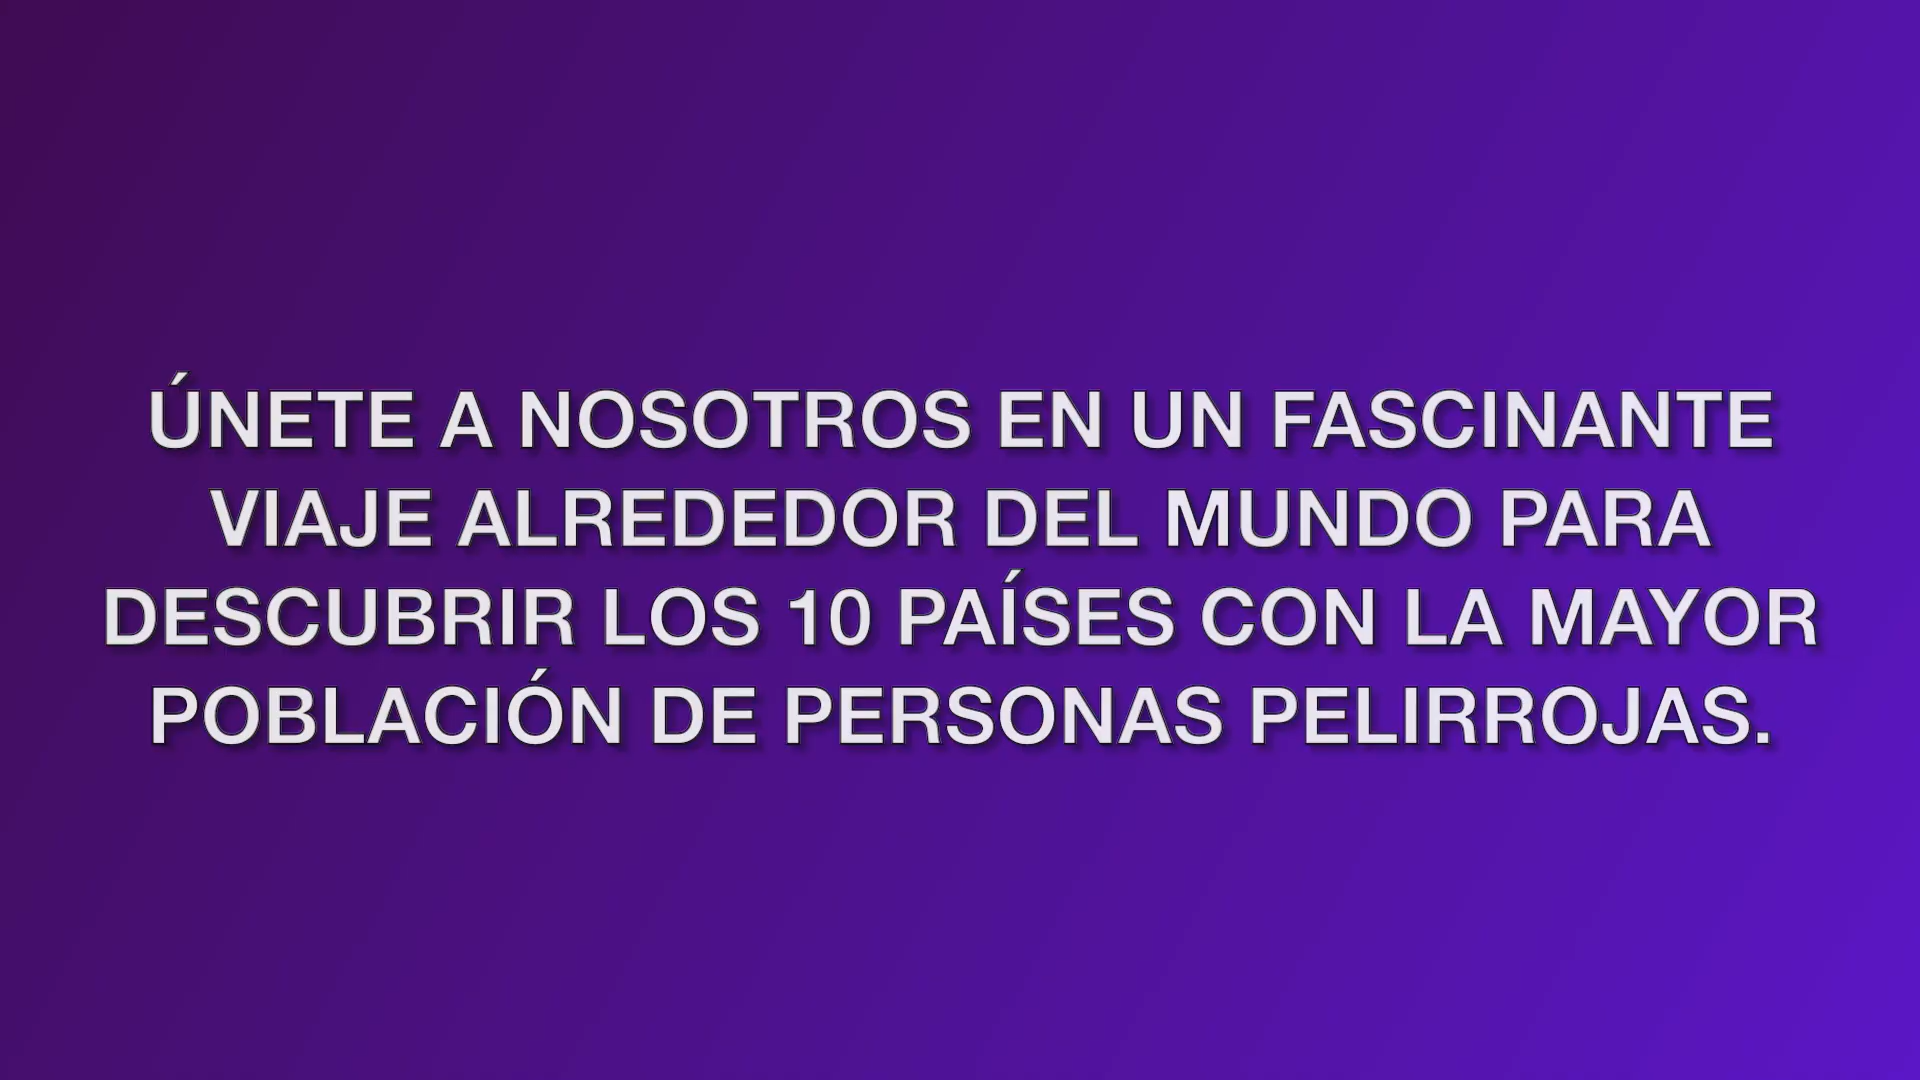 ÚNETE A NOSOTROS EN UN FASCINANTE
VIAJE ALREDEDOR DEL MUNDO PARA
DESCUBRIR LOS 10 PAÍSES CON LA MAYOR
POBLACIÓN DE PERSONAS PELIRROJAS.